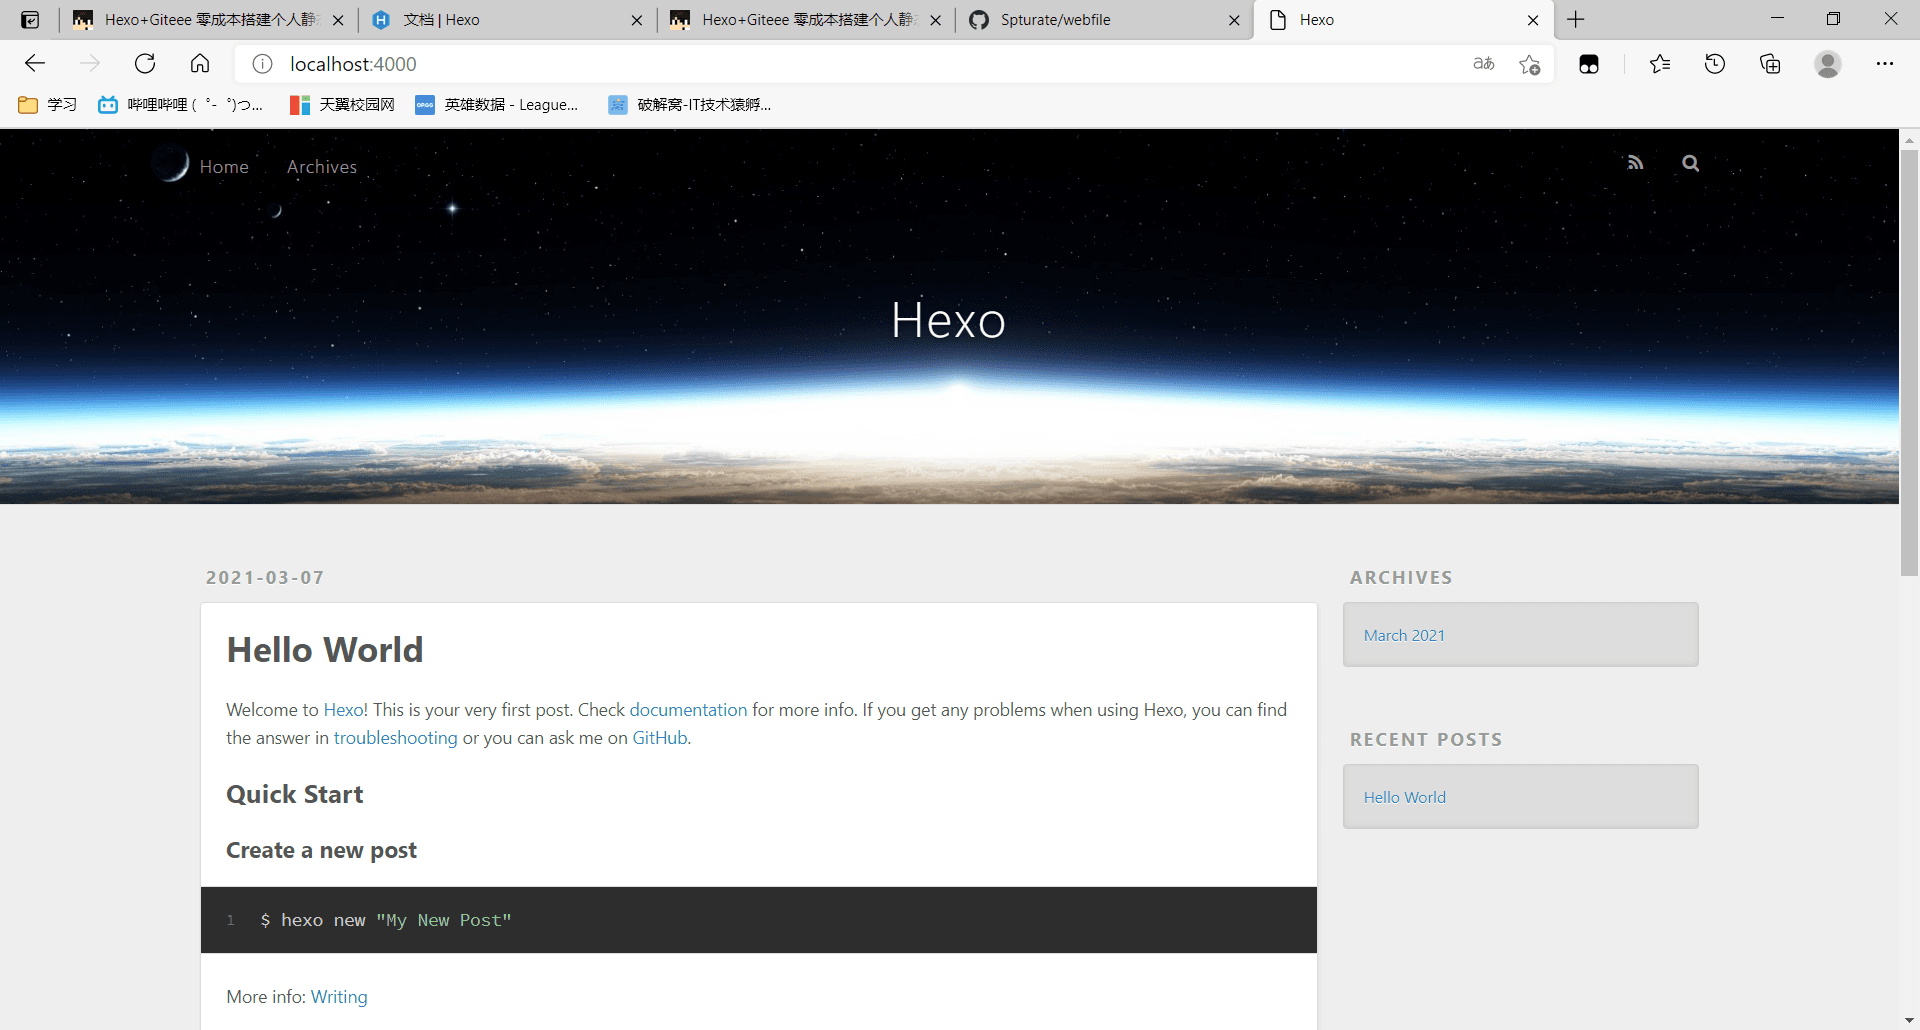 Hexo+Giteee 零成本搭建个人静
文档 | Hexo
Hexo+Giteee 零成本搭建个人静
Spturate/webfile
Hexo
localhost:4000
学习
哔哩哔哩 (゜-゜)つ...
天翼校园网
英雄数据 - League...
破解窝-IT技术猿孵...
Home
Archives
Hexo
2021-03-07
Hello World
Welcome to Hexo! This is your very first post. Check documentation for more info. If you get any problems when using Hexo, you can find
the answer in troubleshooting or you can ask me on GitHub.
Quick Start
Create a new post
1 $ hexo new "My New Post"
More info: Writing
ARCHIVES
March 2021
RECENT POSTS
Hello World